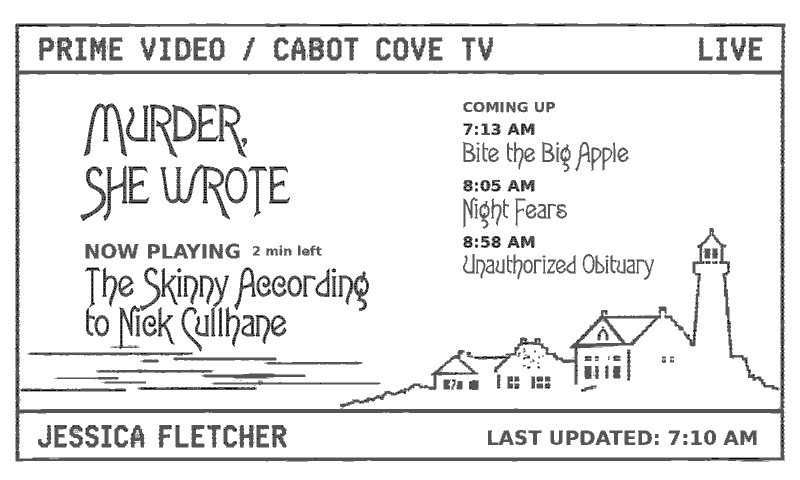 PRIME VIDEO / CABOT COVE TV
LIVE
MURDER,
SHE WROTE
NOW PLAYING 2 min left
The Skinny According
to Nick Cullhane
COMING UP
7:13 AM
Bite the Big Apple
8:05 AM
Night Fears
8:58 AM
Unauthorized Obituary
JESSICA FLETCHER
LAST UPDATED: 7:10 AM